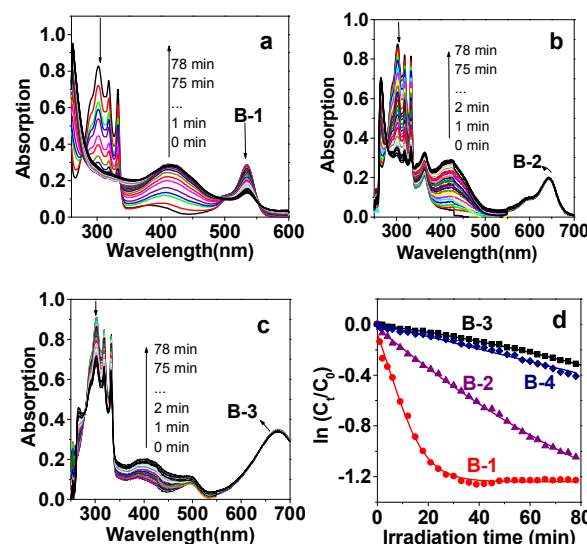 a
78 min
75 min
...
1 min
0 min
B-1
Absorption
1.0
0.8
0.6
0.4
0.2
0.0
300 400 500 600
Wavelength(nm)
b
78 min
75 min
...
2 min
1 min
0 min
B-2
Absorption
1.0
0.8
0.6
0.4
0.2
0.0
300 400 500 600 700
Wavelength(nm)
c
78 min
75 min
...
2 min
1 min
0 min
B-3
Absorption
1.0
0.8
0.6
0.4
0.2
0.0
300 400 500 600 700
Wavelength(nm)
d
B-3
B-4
B-2
B-1
ln (Ct/C0)
0.0
-0.4
-0.8
-1.2
0 20 40 60 80
Irradiation time (min)